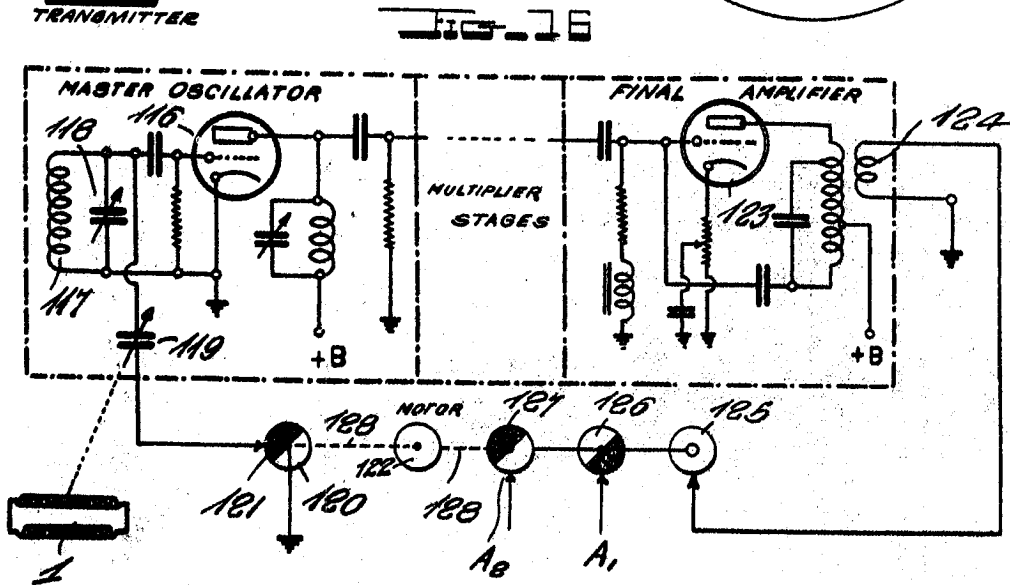 TRANSMITTER
MASTER OSCILLATOR
FINAL AMPLIFIER
116
118
124
MULTIPLIER
STAGES
123
117
119
+B
+B
MOTOR
127
126
125
128
122
121
120
128
A2
A1
1